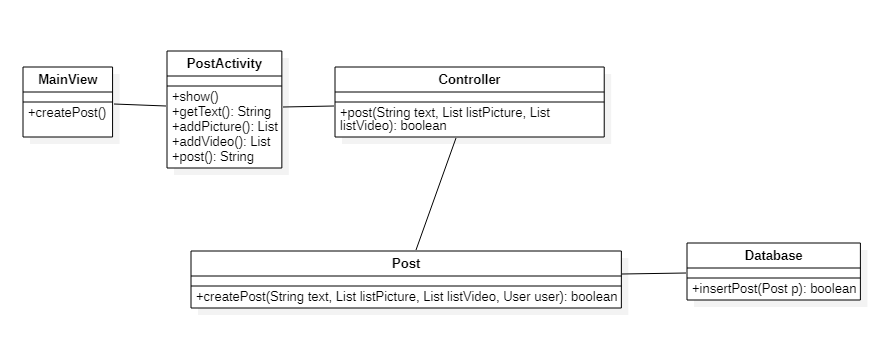 MainView
+createPost()
PostActivity
+show()
+getText(): String
+addPicture(): List
+addVideo(): List
+post(): String
Controller
+post(String text, List listPicture, List
listVideo): boolean
Post
+createPost(String text, List listPicture, List listVideo, User user): boolean
Database
+insertPost(Post p): boolean